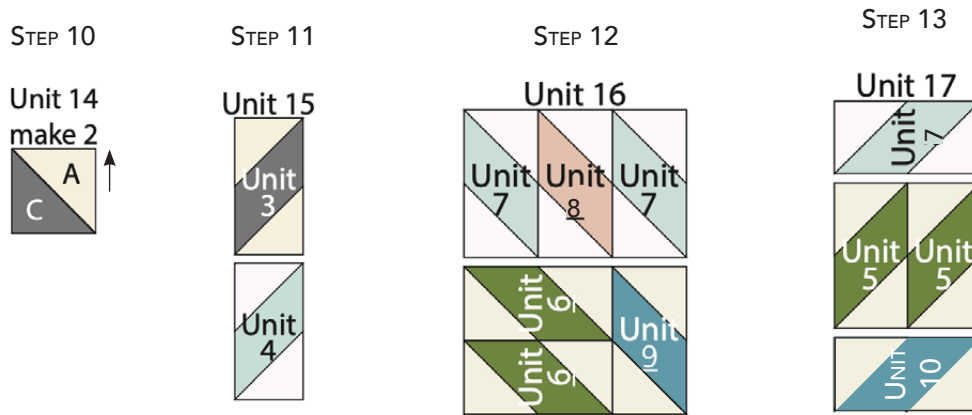 STEP 10
Unit 14
make 2
A
C
STEP 11
Unit 15
Unit
3
Unit
4
STEP 12
Unit 16
Unit
7
Unit
8
Unit
7
Unit
6
Unit
6
Unit
9
STEP 13
Unit 17
Unit
7
Unit
5
Unit
5
UNIT
10